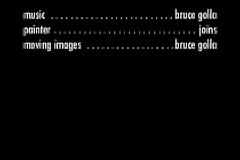 music ........................ bruce golla
painter ............................ joins
moving images ................. bruce golla